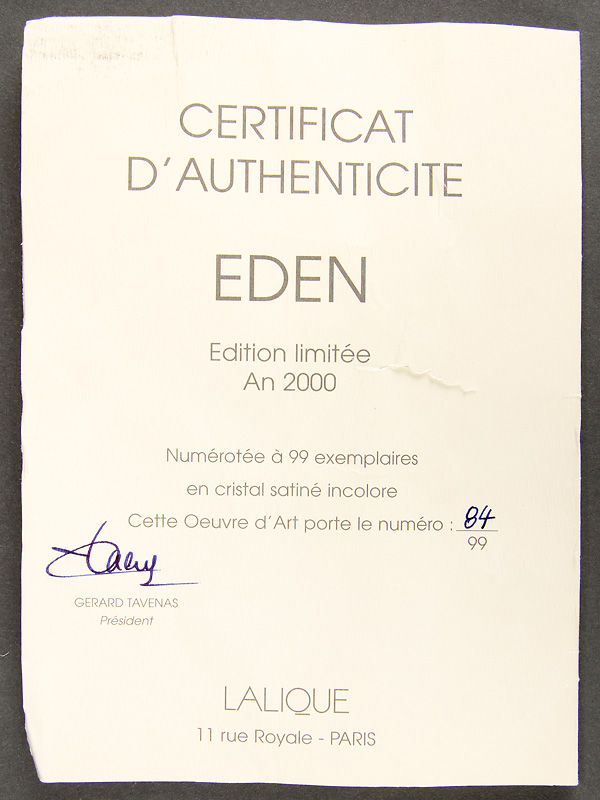 CERTIFICAT
D'AUTHENTICITE
EDEN
Edition limitée
An 2000
Numérotée à 99 exemplaires
en cristal satiné incolore
Cette Oeuvre d'Art porte le numéro : 84
99
GERARD TAVENAS
Président
LALIQUE
11 rue Royale - PARIS